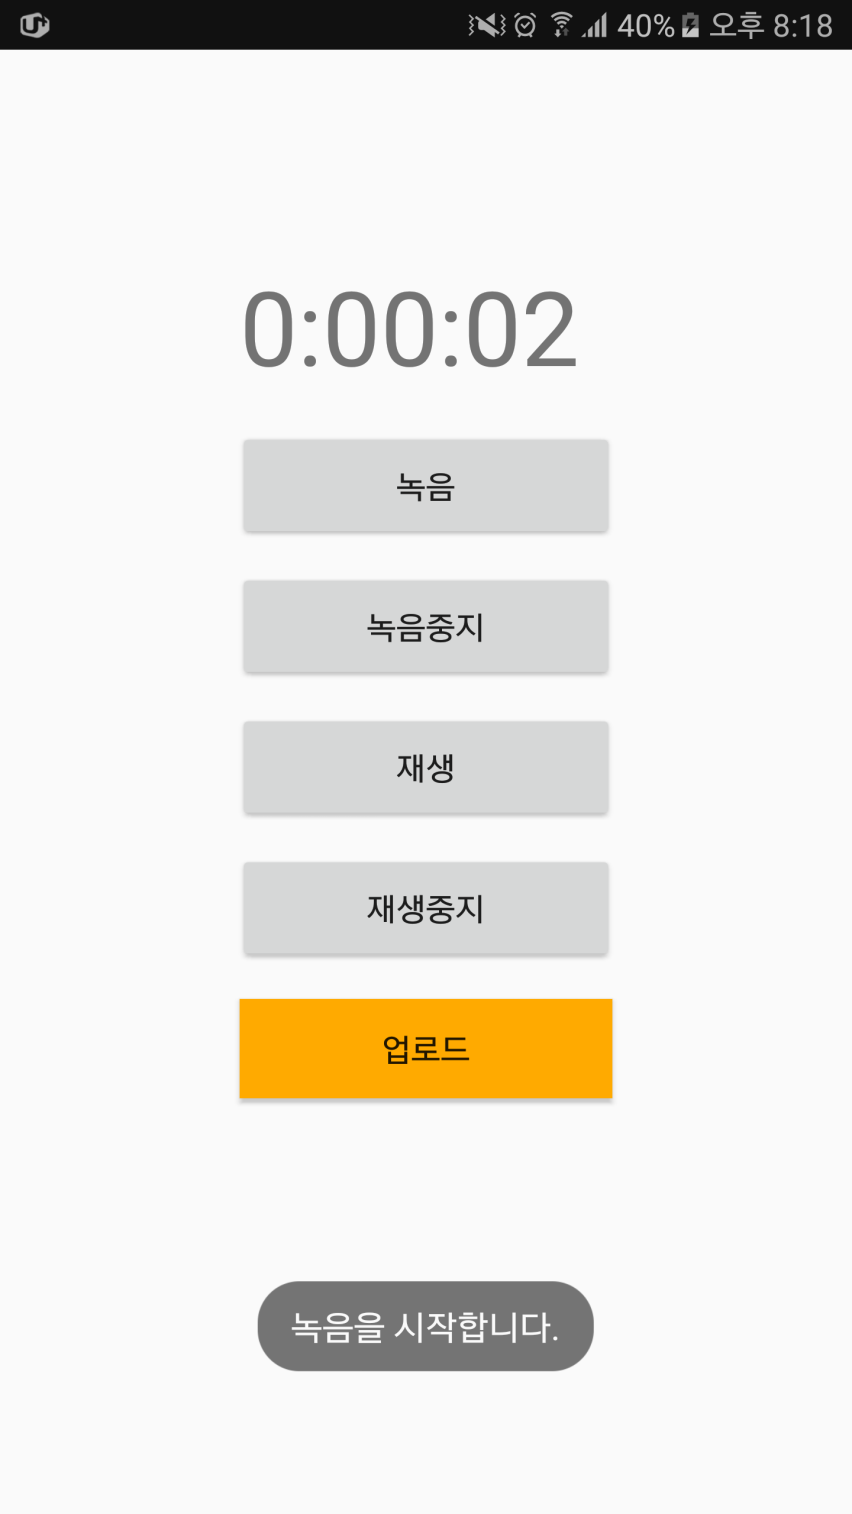 40% 오후 8:18
0:00:02
녹음
녹음중지
재생
재생중지
업로드
녹음을 시작합니다.